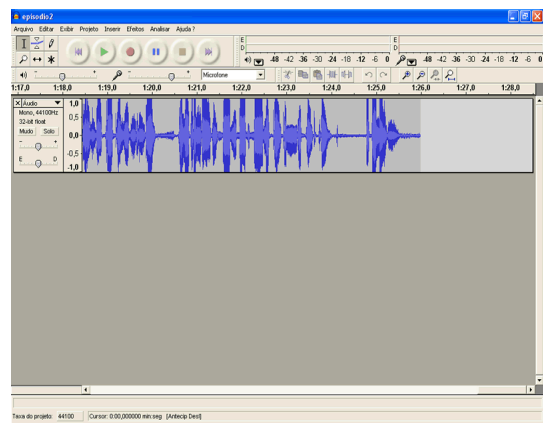 episodio2
Arquivo Editar Exibir Projeto Inserir Efeitos Analisar Ajuda ?
E
D
-48 -42 -36 -30 -24 -18 -12 -6 0
E
D
-48 -42 -36 -30 -24 -18 -12 -6 0
Microfone
1:17,0 1:18,0 1:19,0 1:20,0 1:21,0 1:22,0 1:23,0 1:24,0 1:25,0 1:26,0 1:27,0 1:28,0
X Áudio
Mono, 44100Hz
32-bit float
Mudo Solo
- +
E D
1,0
0,5
0,0
-0,5
-1,0
Taxa do projeto: 44100 Cursor: 0:00,000000 min:seg [Antecip Desl]